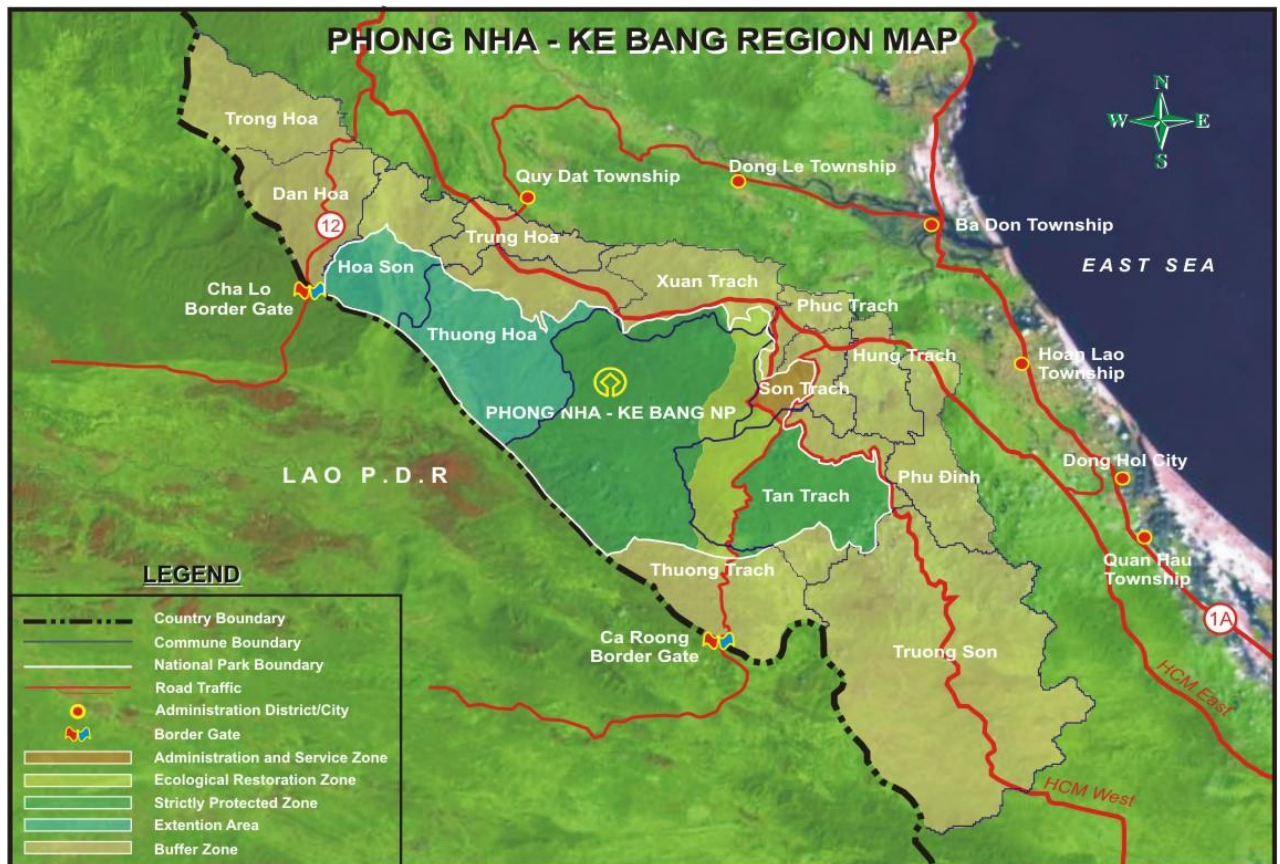 PHONG NHA - KE BANG REGION MAP
N
W E
S
Trong Hoa
Dan Hoa
12
Quy Dat Township
Dong Le Township
Ba Don Township
EAST SEA
Trung Hoa
Hoa Son
Cha Lo
Border Gate
Xuan Trach
Phuc Trach
Thuong Hoa
Hung Trach
Hoan Lao
Township
Son Trach
PHONG NHA - KE BANG NP
LAO P.D.R
Tan Trach
Phu Đinh
Dong HoI City
Quan Hau
Township
Thuong Trach
1A
Ca Roong
Border Gate
Truong Son
HCM East
HCM West
LEGEND
Country Boundary
Commune Boundary
National Park Boundary
Road Traffic
Administration District/City
Border Gate
Administration and Service Zone
Ecological Restoration Zone
Strictly Protected Zone
Extention Area
Buffer Zone